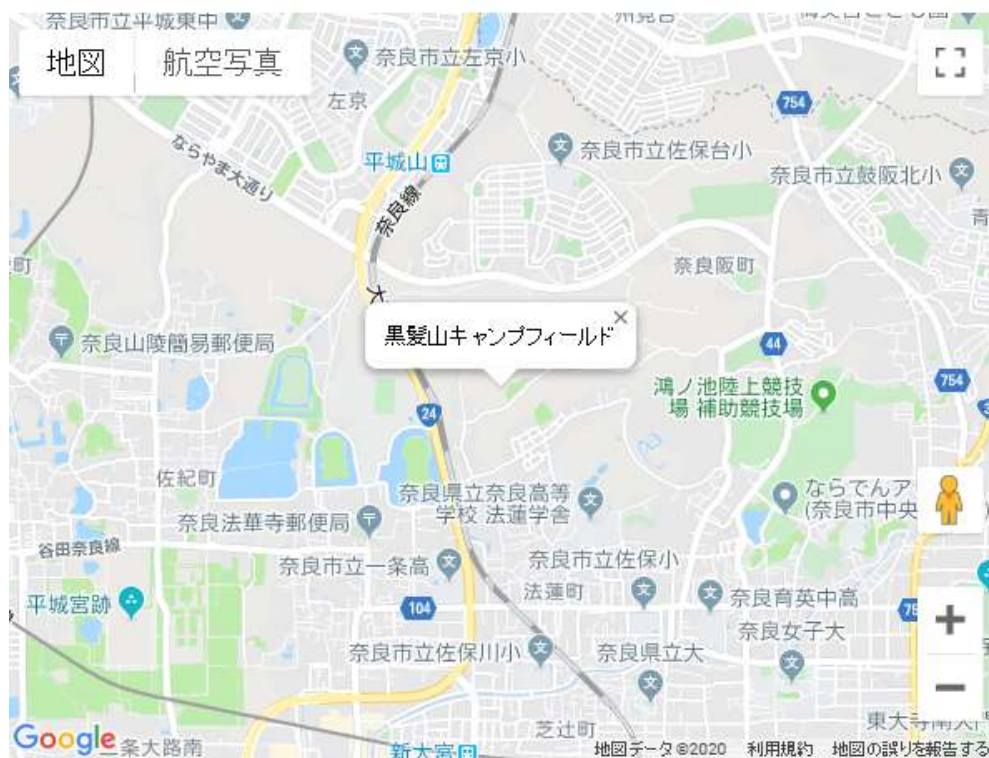 奈良市立平城東中
地図
航空写真
奈良市立左京小
左京
754
ならやま大通り
平城山
奈良市立佐保台小
奈良市立鼓阪北小
青
奈良線
町
奈良阪町
大
黒髪山キャンプフィールド
×
奈良山陵簡易郵便局
44
754
鴻ノ池陸上競技
場 補助競技場
24
佐紀町
奈良県立奈良高等
学校 法蓮学舎
ならでんア
(奈良市中央
奈良法華寺郵便局
谷田奈良線
奈良市立一条高
奈良市立佐保小
法蓮町
平城宮跡
104
奈良育英中高
奈良女子大
奈良市立佐保川小
奈良県立大
+
−
芝辻町
東大寺南大門
Google
二条大路南
新大宮
地図データ ©2020 利用規約 地図の誤りを報告する